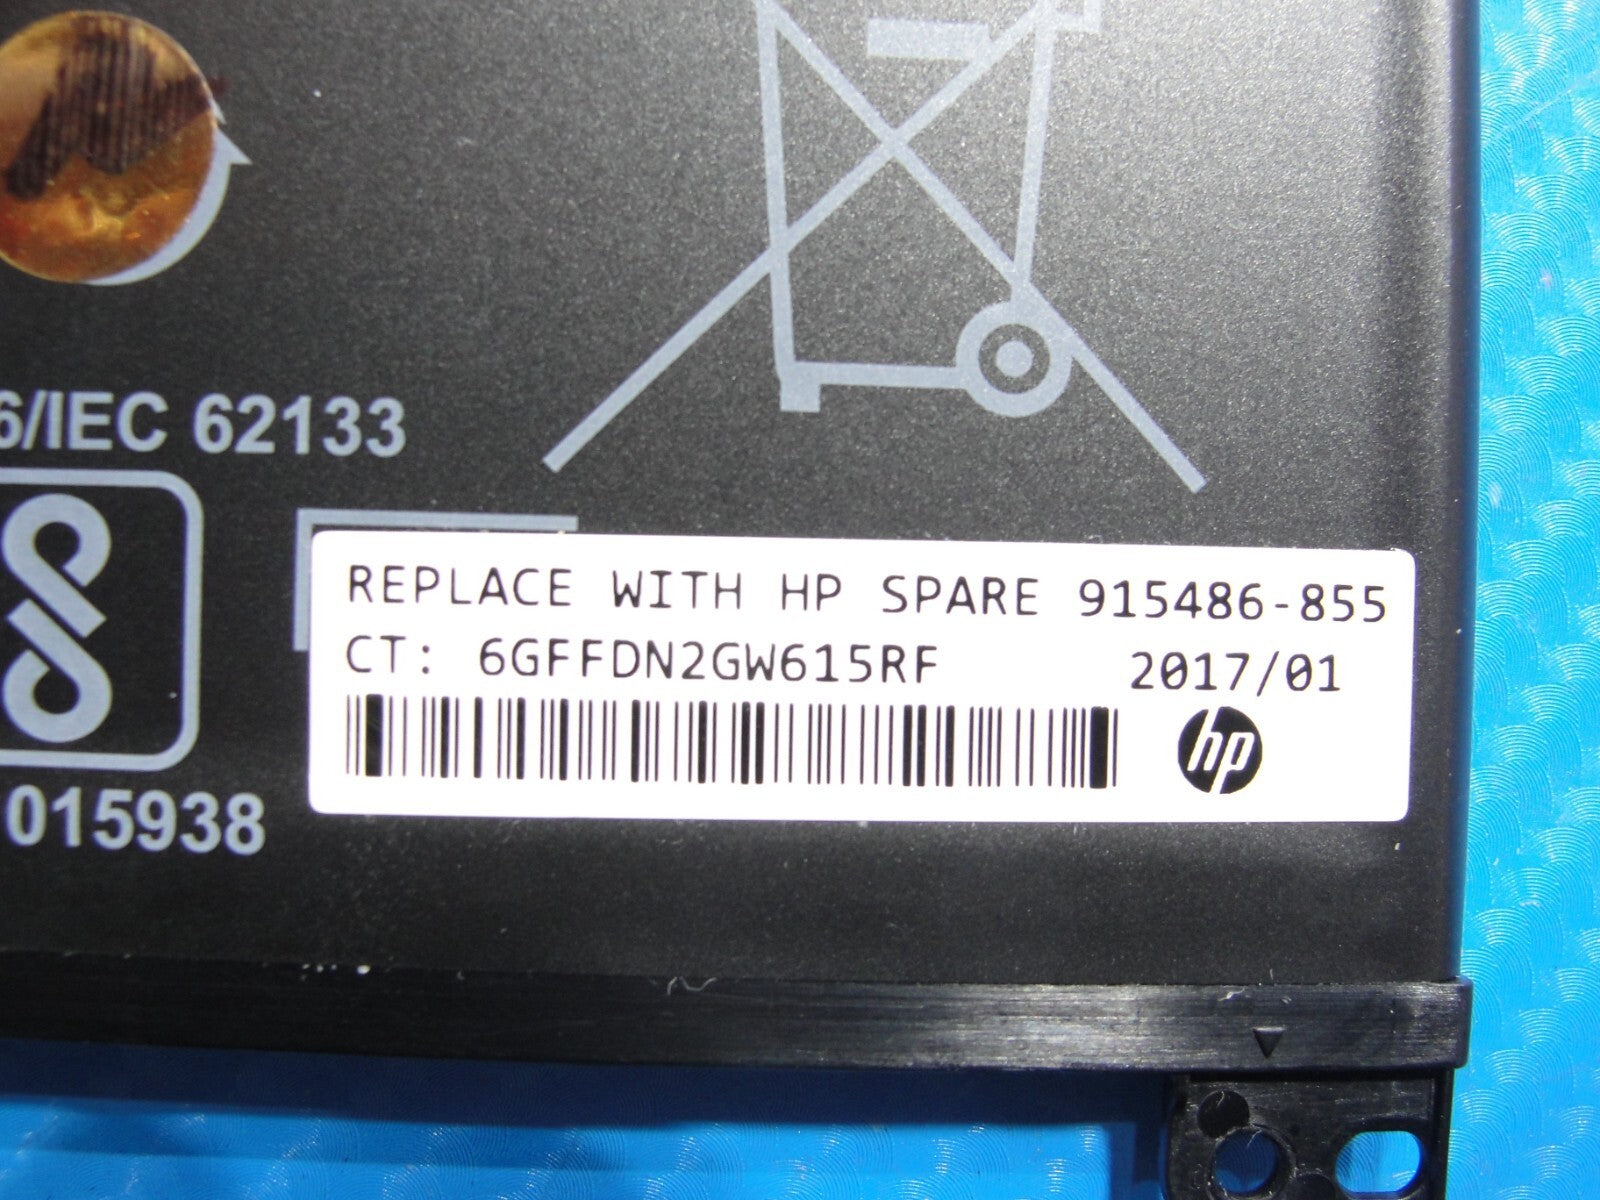 6/IEC 62133
REPLACE WITH HP SPARE 915486-855
CT: 6GFFDN2GW615RF 2017/01
hp
015938